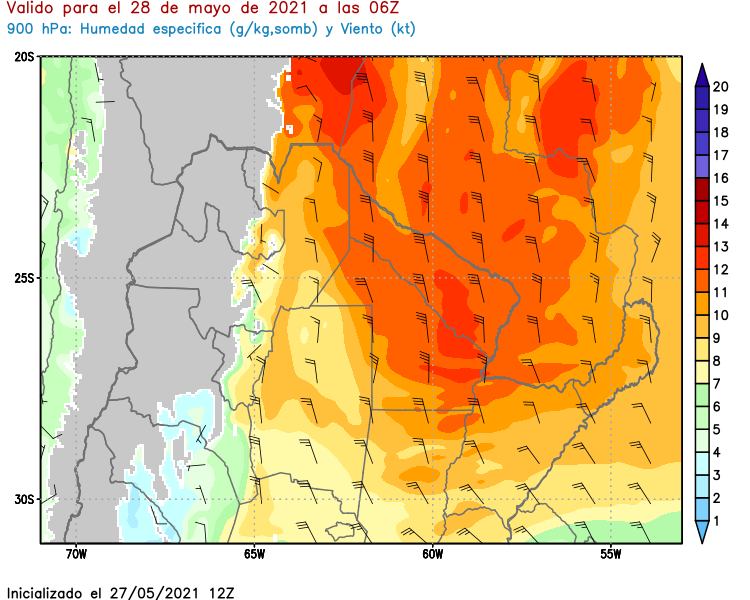 Valido para el 28 de mayo de 2021 a las 06Z
900 hPa: Humedad especifica (g/kg,somb) y Viento (kt)
20S
25S
30S
70W
65W
60W
55W
20
19
18
17
16
15
14
13
12
11
10
9
8
7
6
5
4
3
2
1
Inicializado el 27/05/2021 12Z